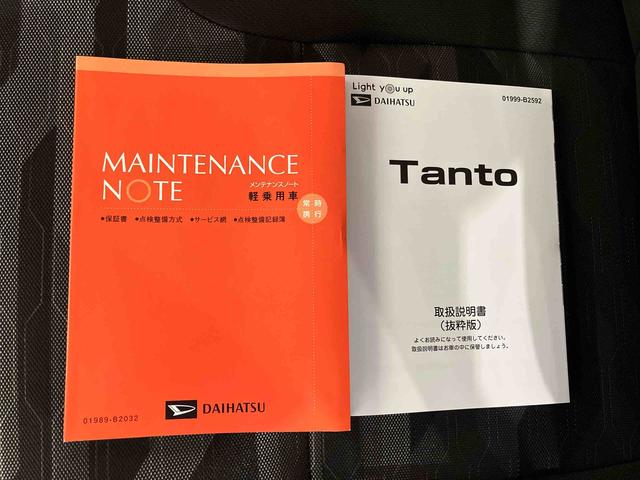 MAINTENANCE
NOTE
メンテナンスノート
軽乗用車
常時
携行
●保証書 ●点検整備方式 ●サービス網 ●点検整備記録簿
01989-B2032
DAIHATSU
Light you up
DAIHATSU
01999-B2592
Tanto
取扱説明書
(抜粋版)
よくお読みになって使用してください。
取扱説明書はお車の中に保管しましょう。